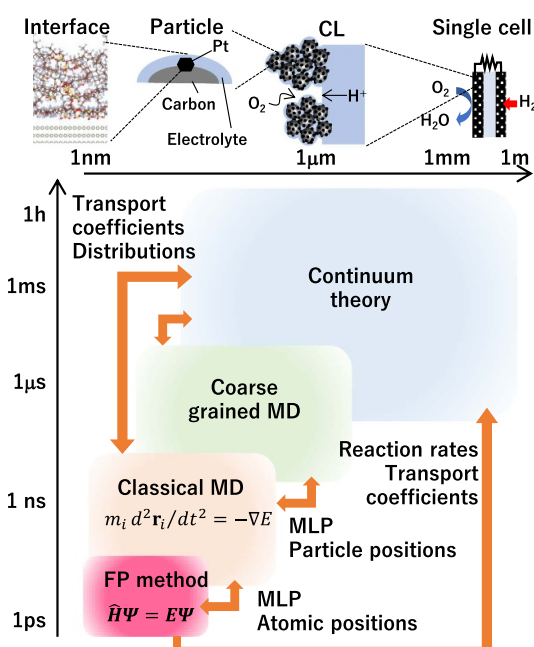 Interface
Particle
CL
Single cell
Pt
Carbon
Electrolyte
O₂
H⁺
O₂
H₂O
H₂
1nm
1μm
1mm
1m
1h
1ms
1μs
1 ns
1ps
Transport
coefficients
Distributions
Continuum
theory
Coarse
grained MD
Reaction rates
Transport
coefficients
Classical MD
mᵢ d²𝐫ᵢ/dt² = −∇E
MLP
Particle positions
FP method
ĤΨ = EΨ
MLP
Atomic positions